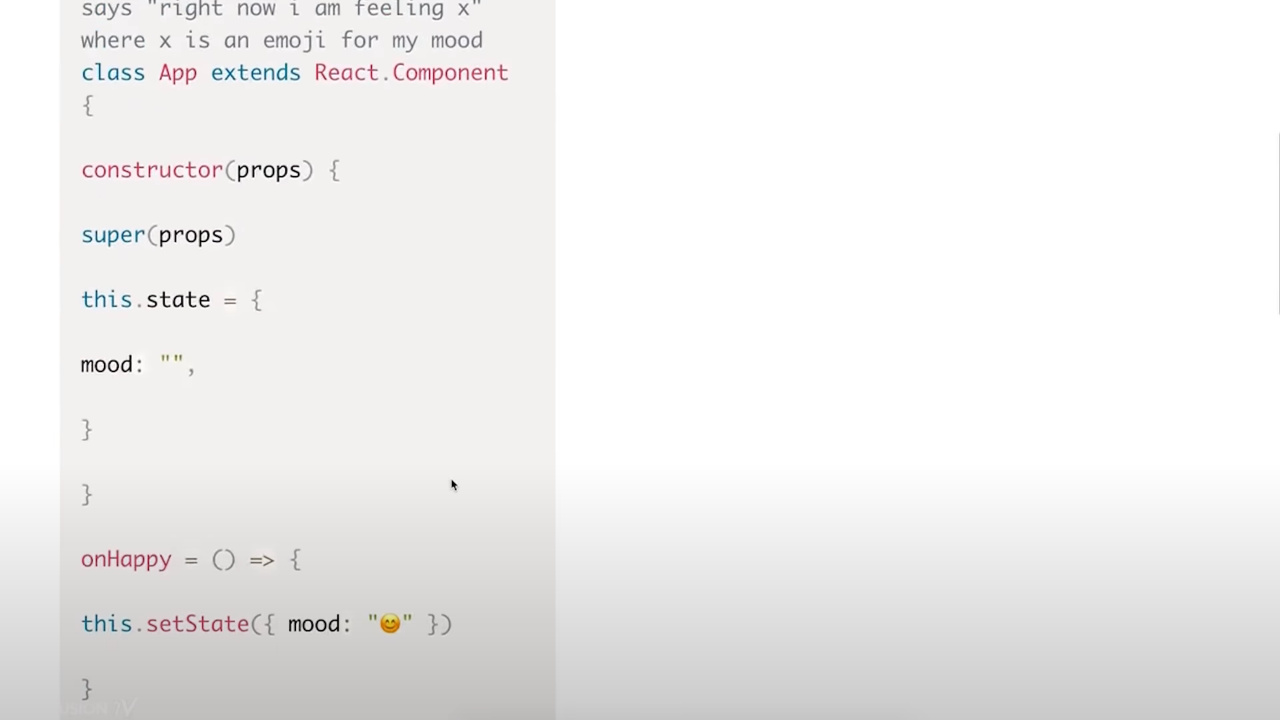 says "right now i am feeling x"
where x is an emoji for my mood
class App extends React.Component
{
constructor(props) {
super(props)
this.state = {
mood: "",
}
}
onHappy = () => {
this.setState({ mood: "😊" })
}